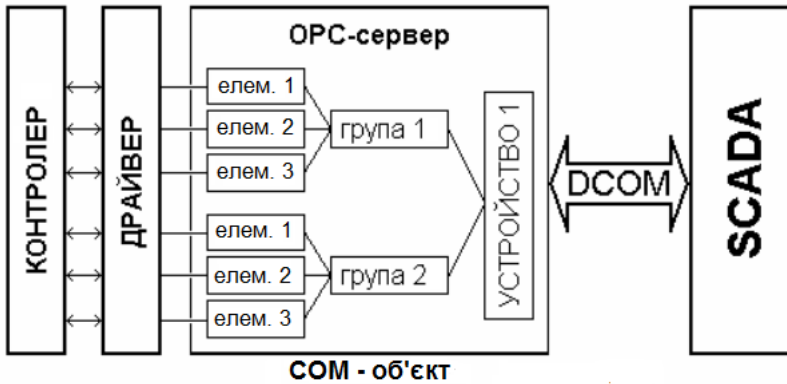 КОНТРОЛЕР
ДРАЙВЕР
OPC-сервер
елем. 1
елем. 2
елем. 3
група 1
елем. 1
елем. 2
елем. 3
група 2
УСТРОЙСТВО 1
DCOM
SCADA
COM - об'єкт